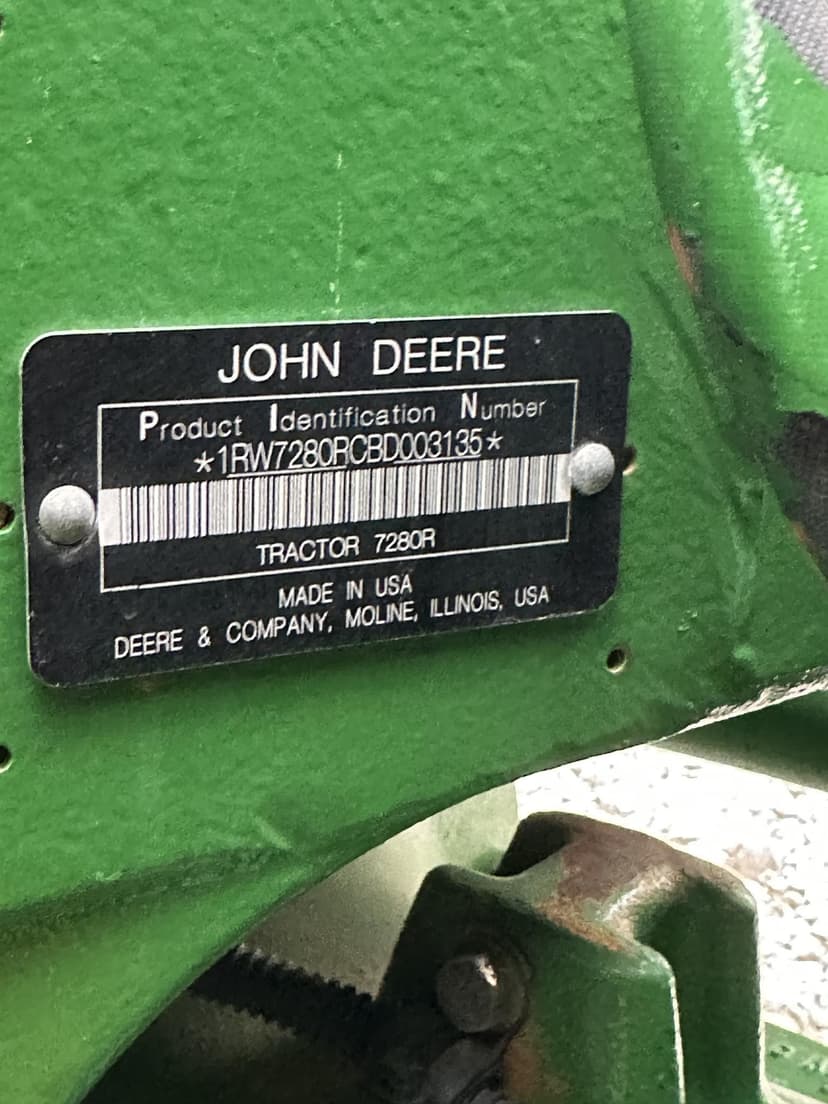 JOHN DEERE
Product Identification Number
*1RW7280RCBD003135*
TRACTOR 7280R
MADE IN USA
DEERE & COMPANY, MOLINE, ILLINOIS, USA